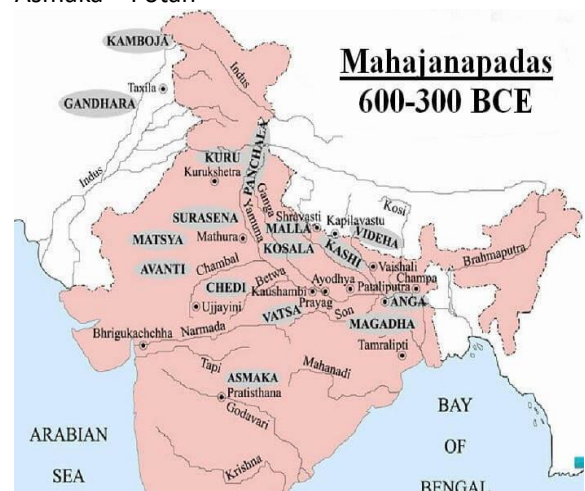 Asmaka – Potan
KAMBOJA
Mahajanapadas
600-300 BCE
Indus
Taxila
GANDHARA
Indus
KURU
Kurukshetra
PANCHALA
Ganga
Yamuna
Kosi
SURASENA
Shravasti
Kapilavastu
MALLA
VIDEHA
MATSYA
Mathura
KOSALA
KASHI
Brahmaputra
AVANTI
Chambal
Vaishali
Betwa
Ayodhya
Champa
CHEDI
Kaushambi
Pataliputra
Ujjayini
Prayag
ANGA
VATSA
Son
MAGADHA
Bhrigukachchha
Narmada
Tamralipti
Tapi
Mahanadi
ASMAKA
Pratisthana
Godavari
BAY
ARABIAN
OF
SEA
Krishna
BENGAL